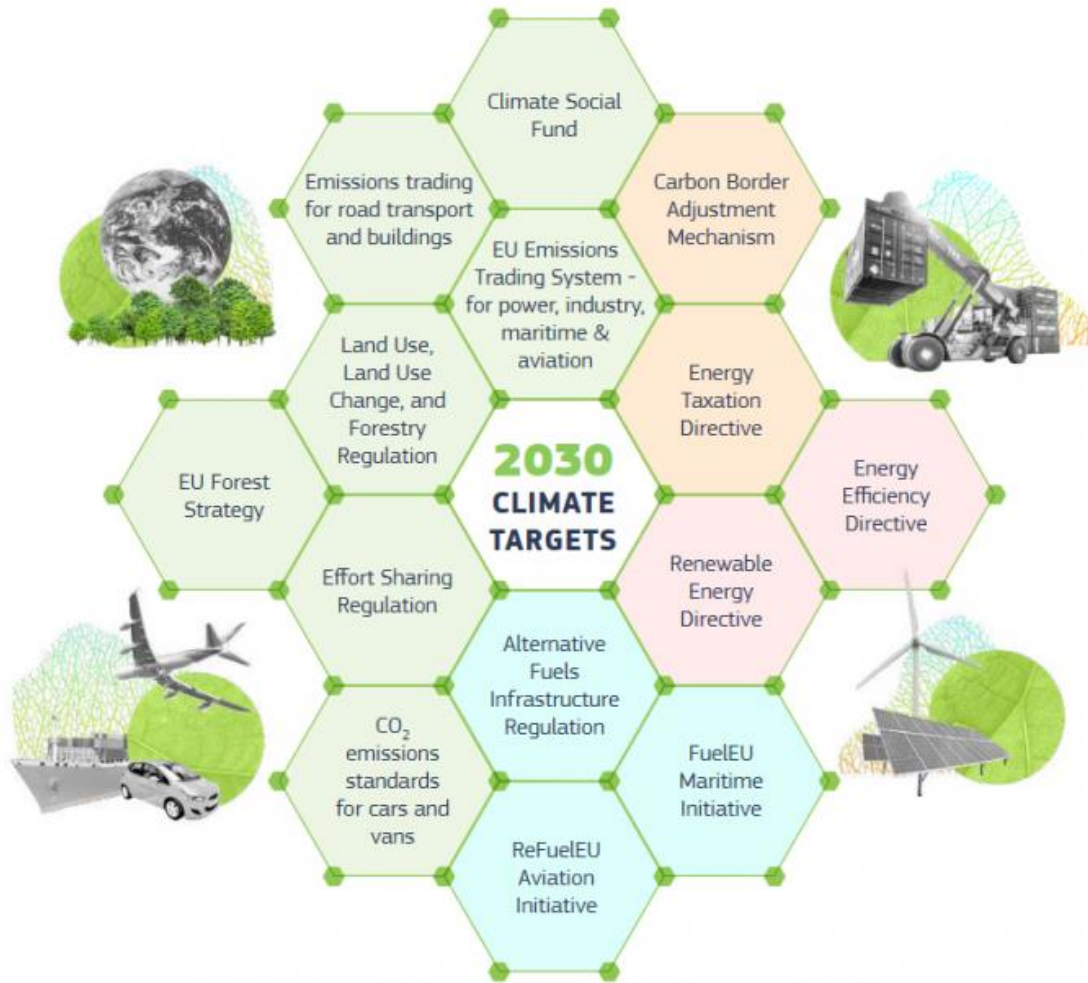 Climate Social
Fund
Emissions trading
for road transport
and buildings
Carbon Border
Adjustment
Mechanism
EU Emissions
Trading System -
for power, industry,
maritime &
aviation
Land Use,
Land Use
Change, and
Forestry
Regulation
Energy
Taxation
Directive
EU Forest
Strategy
2030
CLIMATE
TARGETS
Energy
Efficiency
Directive
Effort Sharing
Regulation
Renewable
Energy
Directive
Alternative
Fuels
Infrastructure
Regulation
CO₂
emissions
standards
for cars and
vans
FuelEU
Maritime
Initiative
ReFuelEU
Aviation
Initiative